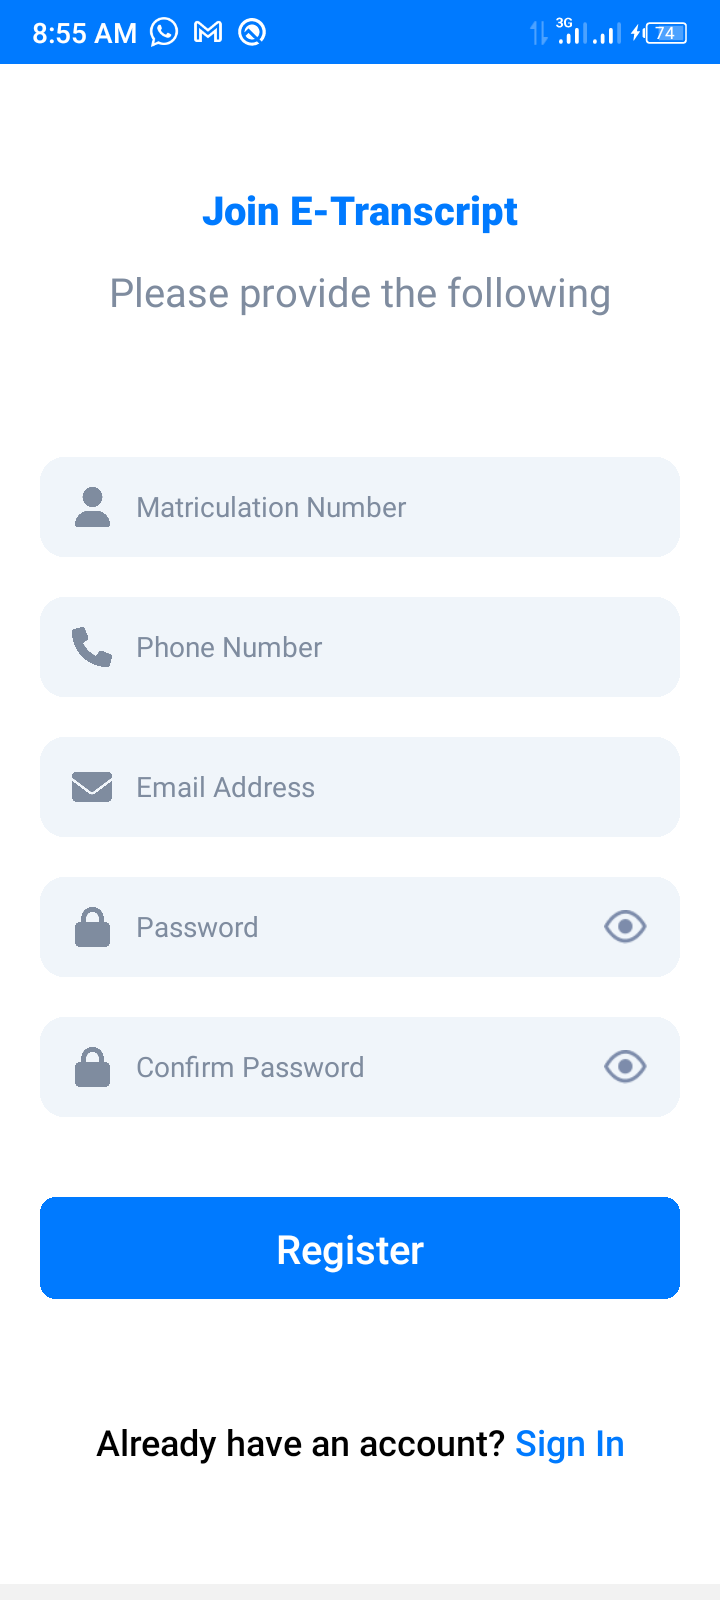 8:55 AM
3G
74
Join E-Transcript
Please provide the following
Matriculation Number
Phone Number
Email Address
Password
Confirm Password
Register
Already have an account? Sign In